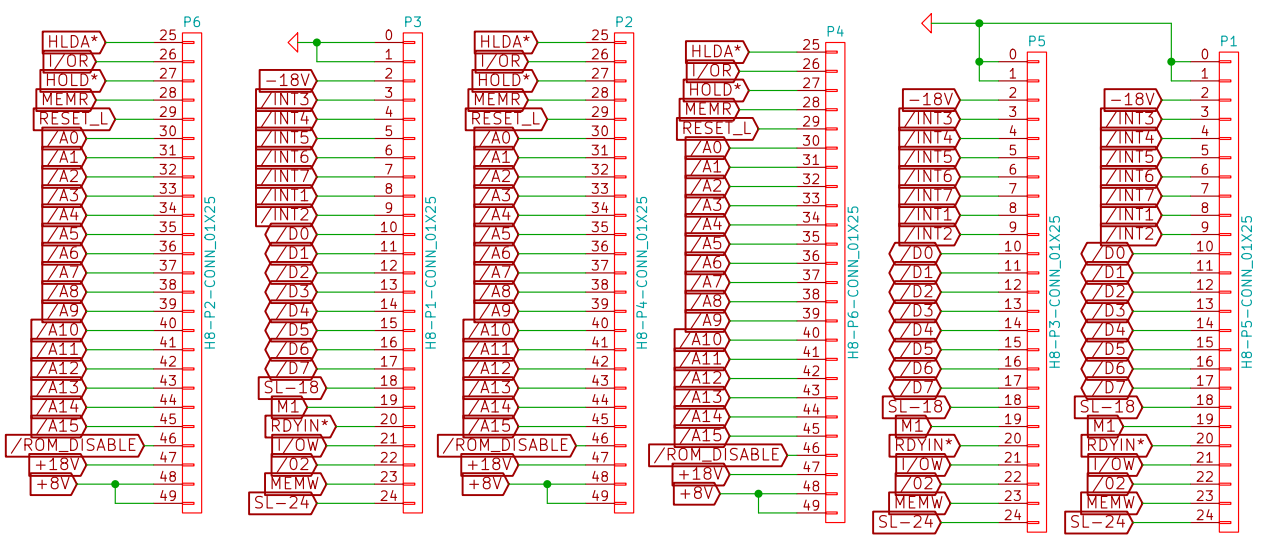 P6
HLDA* 25
I/OR 26
HOLD* 27
MEMR 28
RESET_L 29
/A0 30
/A1 31
/A2 32
/A3 33
/A4 34
/A5 35
/A6 36
/A7 37
/A8 38
/A9 39
/A10 40
/A11 41
/A12 42
/A13 43
/A14 44
/A15 45
/ROM_DISABLE 46
+18V 47
+8V 48
49
H8-P2-CONN_01X25
P3
0
1
-18V 2
/INT3 3
/INT4 4
/INT5 5
/INT6 6
/INT7 7
/INT1 8
/INT2 9
/D0 10
/D1 11
/D2 12
/D3 13
/D4 14
/D5 15
/D6 16
/D7 17
SL-18 18
M1 19
RDYIN* 20
I/OW 21
/02 22
MEMW 23
SL-24 24
H8-P1-CONN_01X25
P2
HLDA* 25
I/OR 26
HOLD* 27
MEMR 28
RESET_L 29
/A0 30
/A1 31
/A2 32
/A3 33
/A4 34
/A5 35
/A6 36
/A7 37
/A8 38
/A9 39
/A10 40
/A11 41
/A12 42
/A13 43
/A14 44
/A15 45
/ROM_DISABLE 46
+18V 47
+8V 48
49
H8-P4-CONN_01X25
P4
HLDA* 25
I/OR 26
HOLD* 27
MEMR 28
RESET_L 29
/A0 30
/A1 31
/A2 32
/A3 33
/A4 34
/A5 35
/A6 36
/A7 37
/A8 38
/A9 39
/A10 40
/A11 41
/A12 42
/A13 43
/A14 44
/A15 45
/ROM_DISABLE 46
+18V 47
+8V 48
49
H8-P6-CONN_01X25
P5
0
1
-18V 2
/INT3 3
/INT4 4
/INT5 5
/INT6 6
/INT7 7
/INT1 8
/INT2 9
/D0 10
/D1 11
/D2 12
/D3 13
/D4 14
/D5 15
/D6 16
/D7 17
SL-18 18
M1 19
RDYIN* 20
I/OW 21
/02 22
MEMW 23
SL-24 24
H8-P3-CONN_01X25
P1
0
1
-18V 2
/INT3 3
/INT4 4
/INT5 5
/INT6 6
/INT7 7
/INT1 8
/INT2 9
/D0 10
/D1 11
/D2 12
/D3 13
/D4 14
/D5 15
/D6 16
/D7 17
SL-18 18
M1 19
RDYIN* 20
I/OW 21
/02 22
MEMW 23
SL-24 24
H8-P5-CONN_01X25